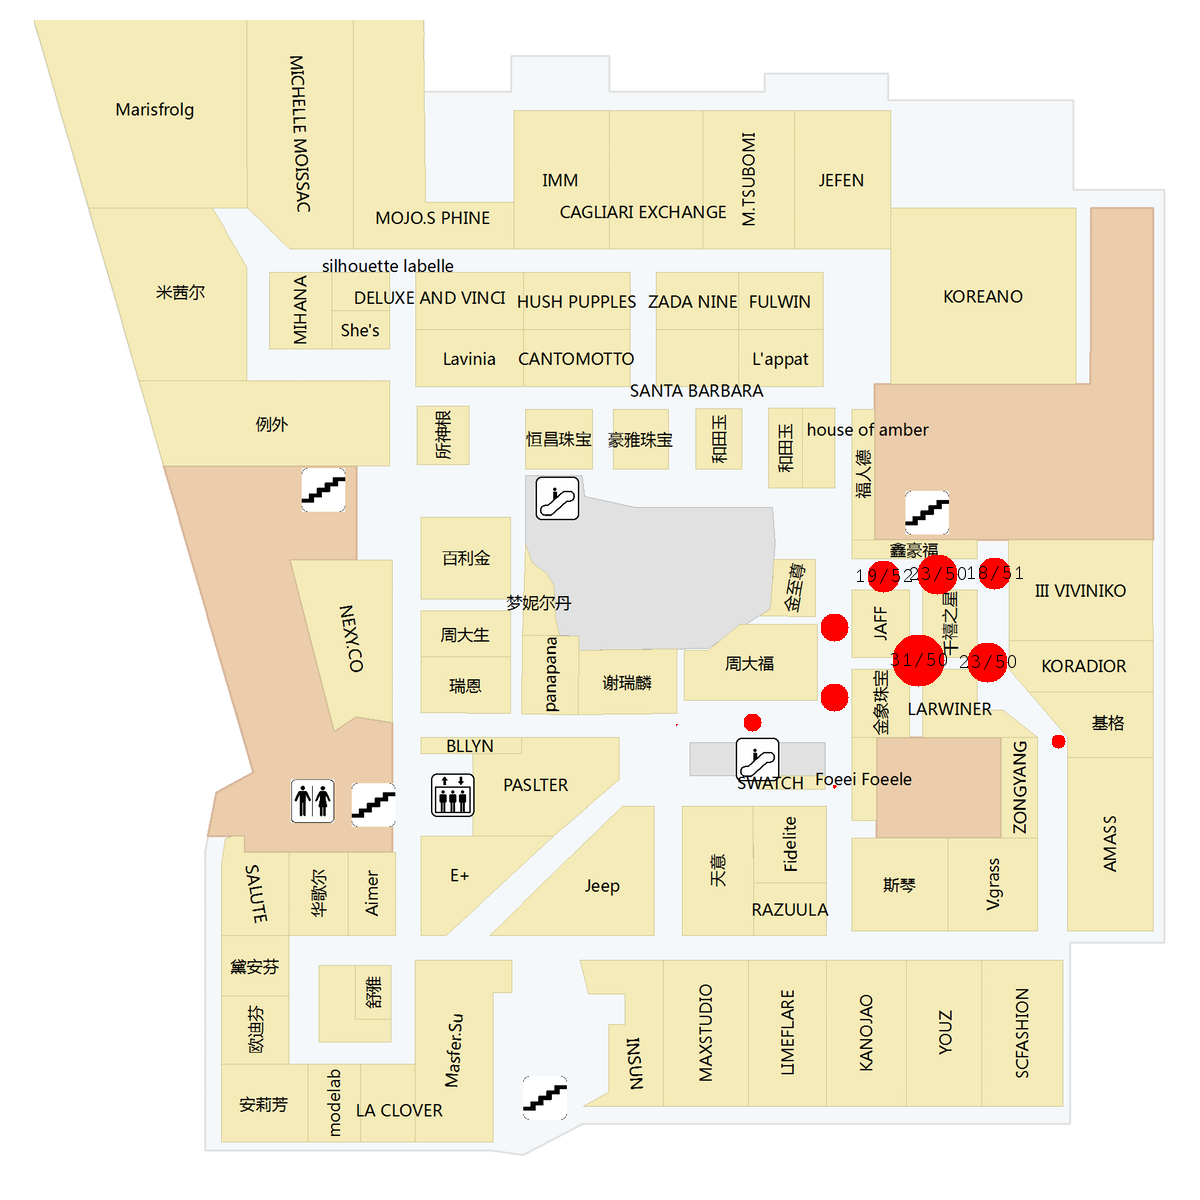 Marisfrolg
MICHELLE MOISSAC
MOJO.S PHINE
IMM
CAGLIARI EXCHANGE
M.TSUBOMI
JEFEN
米茜尔
silhouette labelle
MIHANA
DELUXE AND VINCI
HUSH PUPPLES
ZADA NINE
FULWIN
KOREANO
She's
Lavinia
CANTOMOTTO
L'appat
SANTA BARBARA
例外
所神根
恒昌珠宝
豪雅珠宝
和田玉
和田玉
house of amber
福人德
鑫豪福
百利金
金至尊
19/52
23/50
18/51
III VIVINIKO
梦妮尔丹
NEXY.CO
周大生
JAFF
千禧之星
31/50
23/50
KORADIOR
周大福
瑞恩
panapana
谢瑞麟
金象珠宝
LARWINER
基格
BLLYN
PASLTER
SWATCH
Foeei Foeele
ZONGYANG
AMASS
SALUTE
华歌尔
Aimer
E+
Jeep
天意
Fidelite
RAZUULA
斯琴
V.grass
黛安芬
舒雅
欧迪芬
Masfer.Su
INSUN
MAXSTUDIO
LIMEFLARE
KANOJAO
YOUZ
SCFASHION
安莉芳
modelab
LA CLOVER